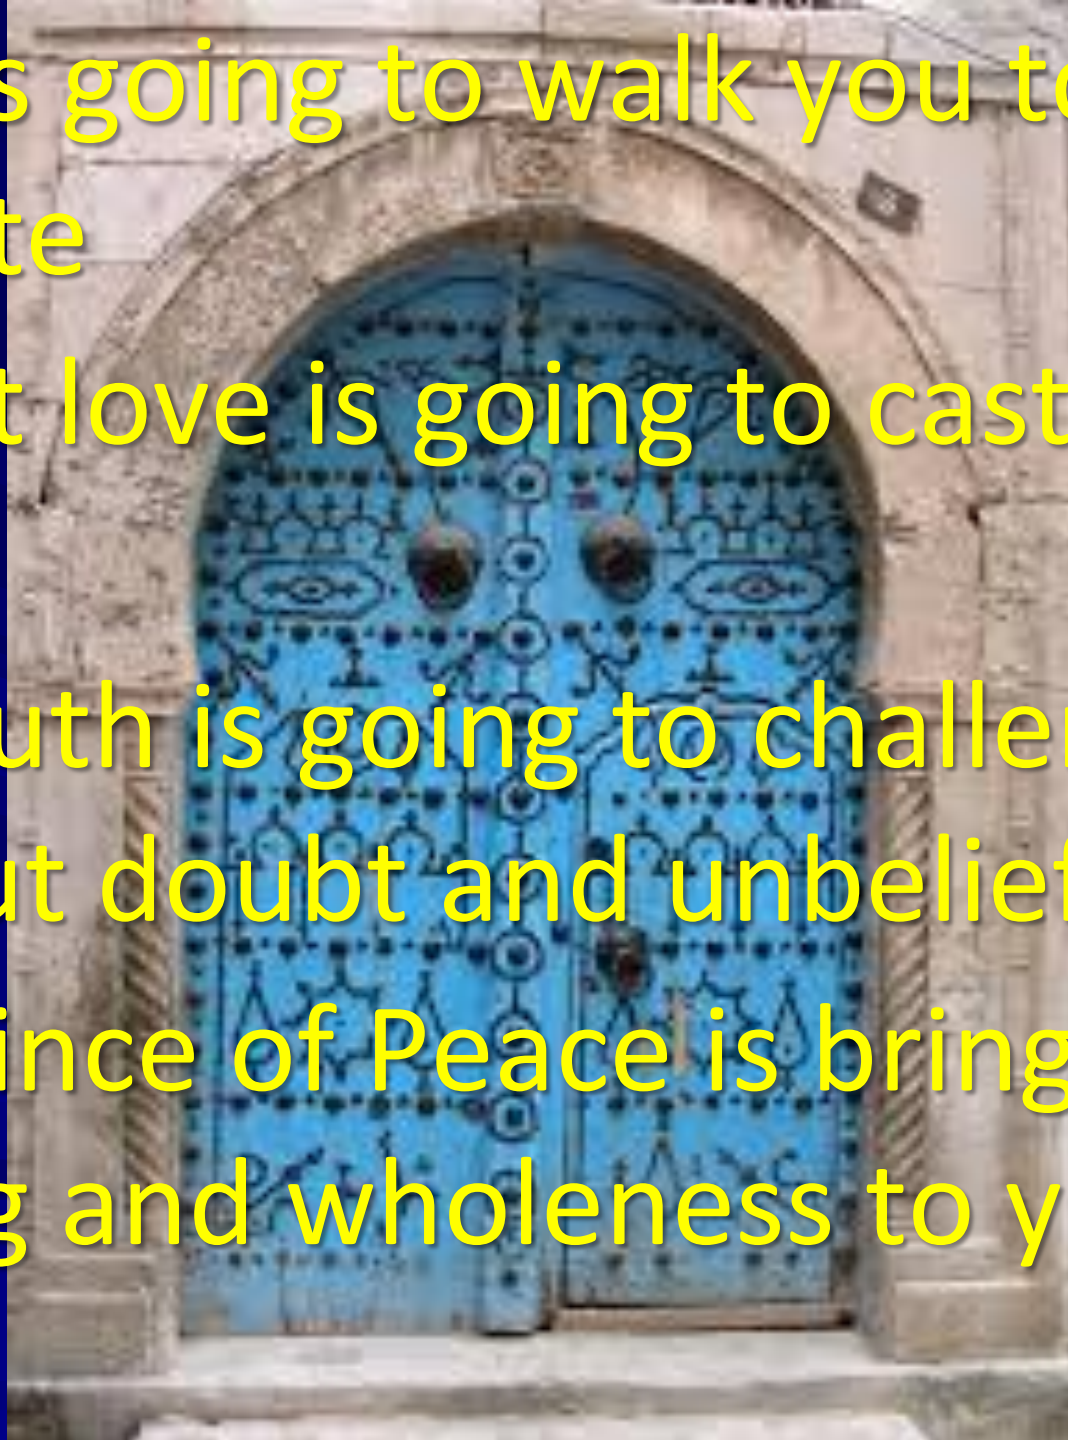 s going to walk you to
te
t love is going to cast
uth is going to challen
ut doubt and unbelief
ince of Peace is bring
g and wholeness to y